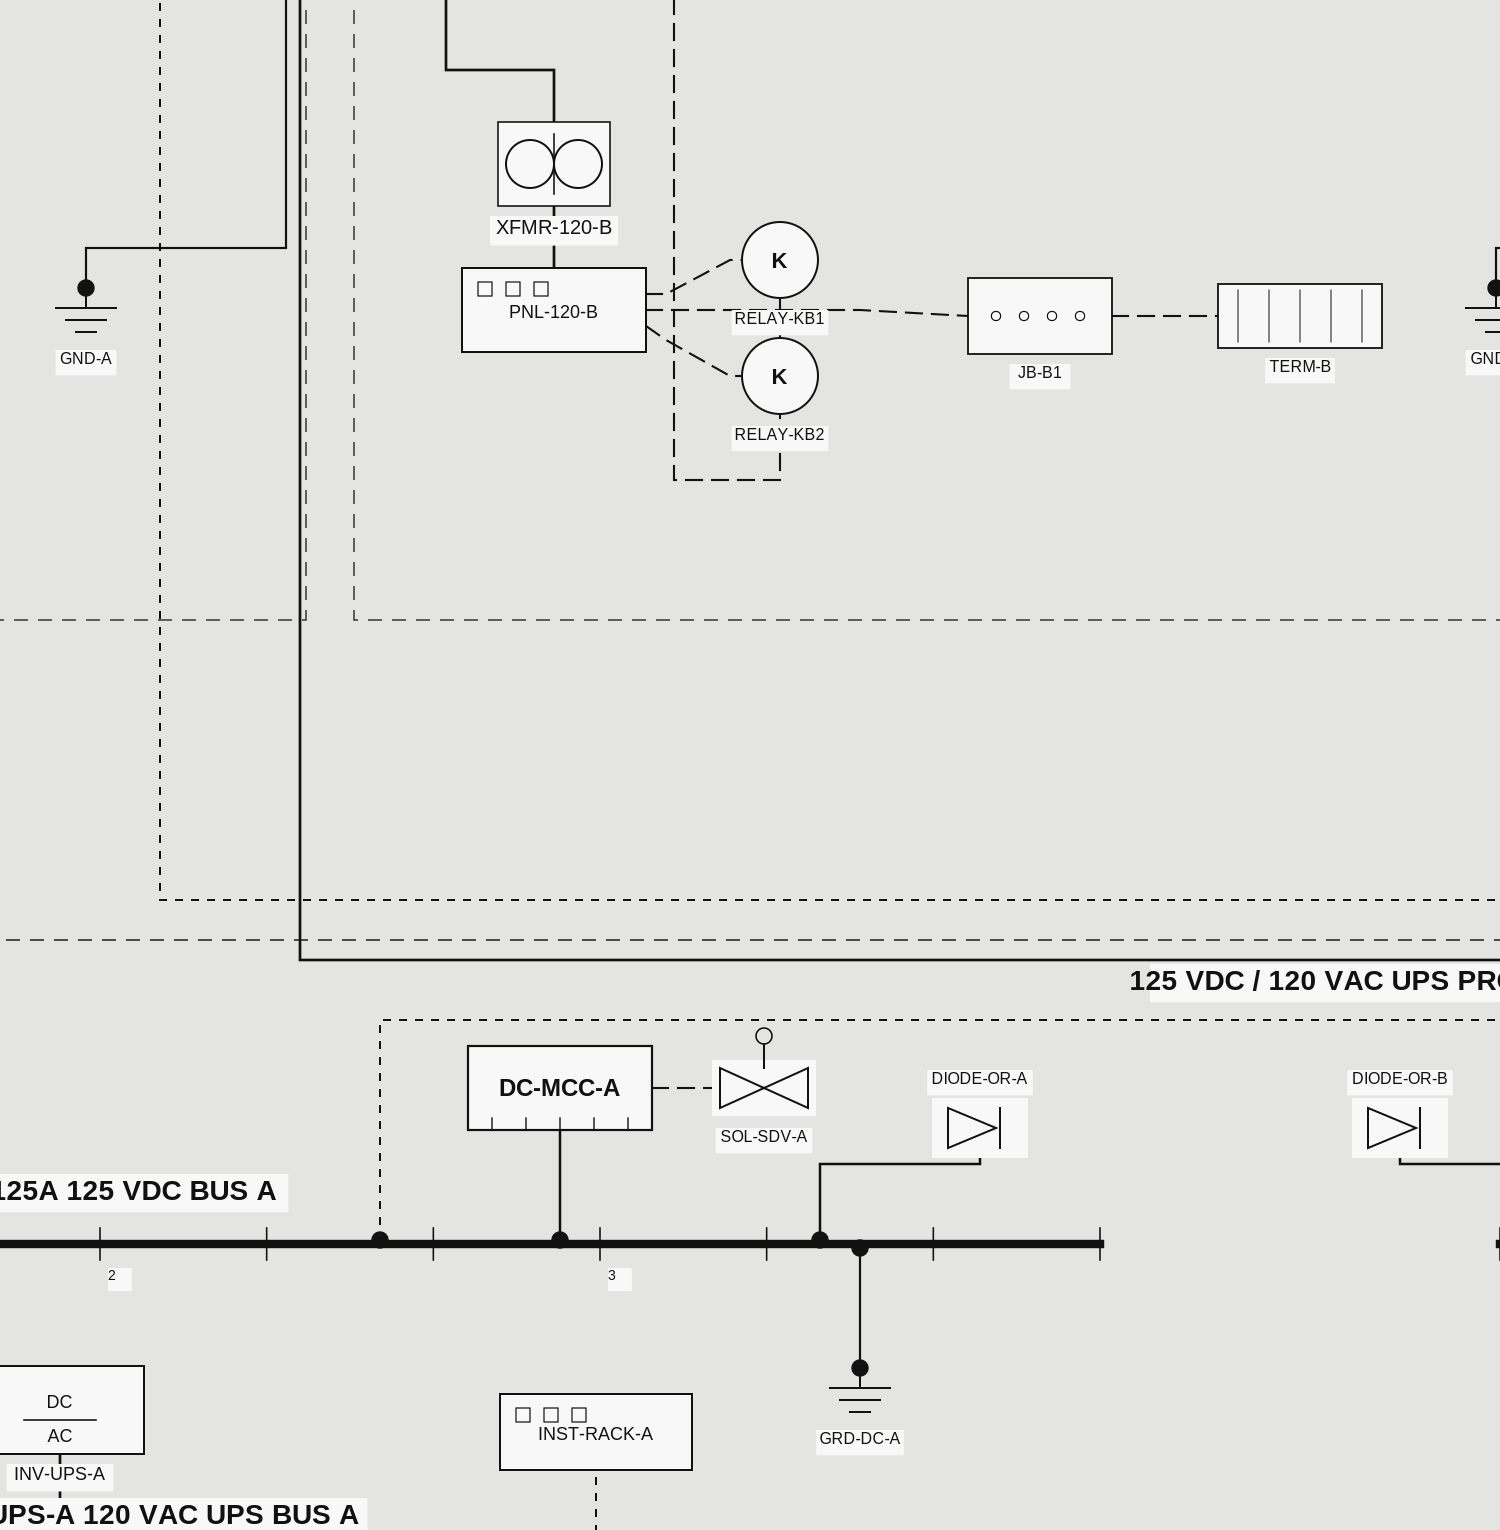 XFMR-120-B
K
PNL-120-B
RELAY-KB1
GND-A
JB-B1
TERM-B
K
RELAY-KB2
125 VDC / 120 VAC UPS
DC-MCC-A
DIODE-OR-A
DIODE-OR-B
SOL-SDV-A
125A 125 VDC BUS A
2
3
DC
AC
INST-RACK-A
GRD-DC-A
INV-UPS-A
UPS-A 120 VAC UPS BUS A